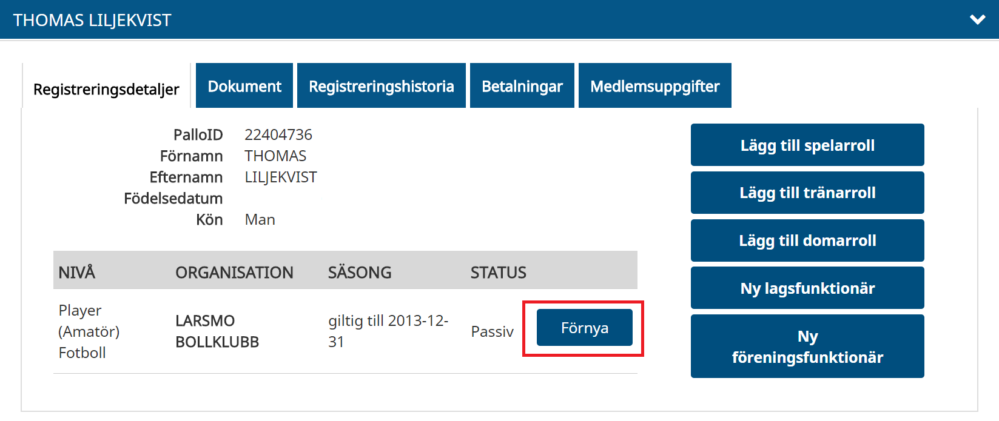 THOMAS LILJEKVIST
Registreringsdetaljer
Dokument
Registreringshistoria
Betalningar
Medlemsuppgifter
PalloID 22404736
Förnamn THOMAS
Efternamn LILJEKVIST
Födelsedatum
Kön Man
NIVÅ ORGANISATION SÄSONG STATUS
Player
(Amatör)
Fotboll
LARSMO
BOLLKLUBB
giltig till 2013-12-
31
Passiv
Förnya
Lägg till spelarroll
Lägg till tränarroll
Lägg till domarroll
Ny lagsfunktionär
Ny
föreningsfunktionär